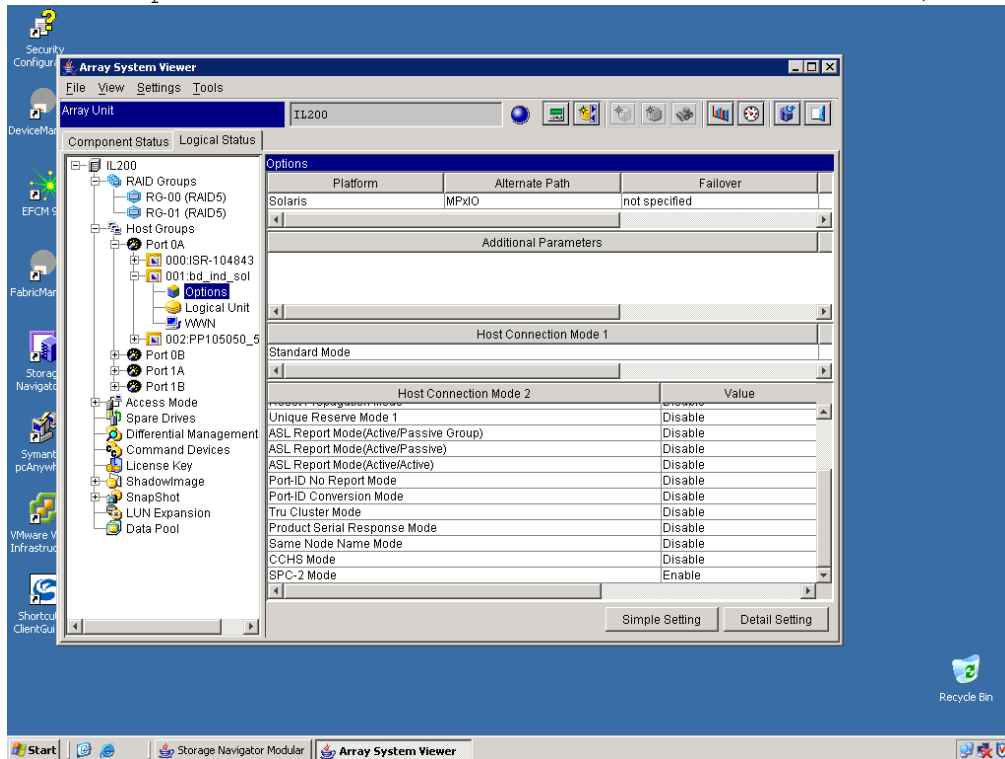 Security
Configura
DeviceMar
EFCM 9
FabricMar
Storag
Navigato
Symant
pcAnywh
VMware V
Infrastruc
Shortcut
ClientGui
Array System Viewer
File View Settings Tools
Array Unit
IL200
Component Status Logical Status
IL200
RAID Groups
RG-00 (RAID5)
RG-01 (RAID5)
Host Groups
Port 0A
000:ISR-104843
001:bd_ind_sol
Options
Logical Unit
WWN
002:PP105050_5
Port 0B
Port 1A
Port 1B
Access Mode
Spare Drives
Differential Management
Command Devices
License Key
ShadowImage
SnapShot
LUN Expansion
Data Pool
Options
Platform Alternate Path Failover
Solaris MPxIO not specified
Additional Parameters
Host Connection Mode 1
Standard Mode
Host Connection Mode 2 Value
Unique Reserve Mode 1 Disable
ASL Report Mode(Active/Passive Group) Disable
ASL Report Mode(Active/Passive) Disable
ASL Report Mode(Active/Active) Disable
Port-ID No Report Mode Disable
Port-ID Conversion Mode Disable
Tru Cluster Mode Disable
Product Serial Response Mode Disable
Same Node Name Mode Disable
CCHS Mode Disable
SPC-2 Mode Enable
Simple Setting Detail Setting
Recycle Bin
Start Storage Navigator Modular Array System Viewer